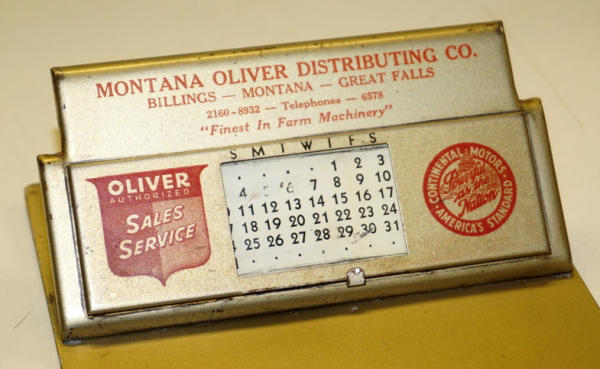 MONTANA OLIVER DISTRIBUTING CO.
BILLINGS — MONTANA — GREAT FALLS
2160-8932 — Telephones — 6578
"Finest In Farm Machinery"
OLIVER
AUTHORIZED
SALES
SERVICE
S M T W T F S
1 2 3
4 6 7 8 9 10
11 12 13 14 15 16 17
18 19 20 21 22 23 24
25 26 27 28 29 30 31
CONTINENTAL · MOTORS
Nation
AMERICA'S STANDARD